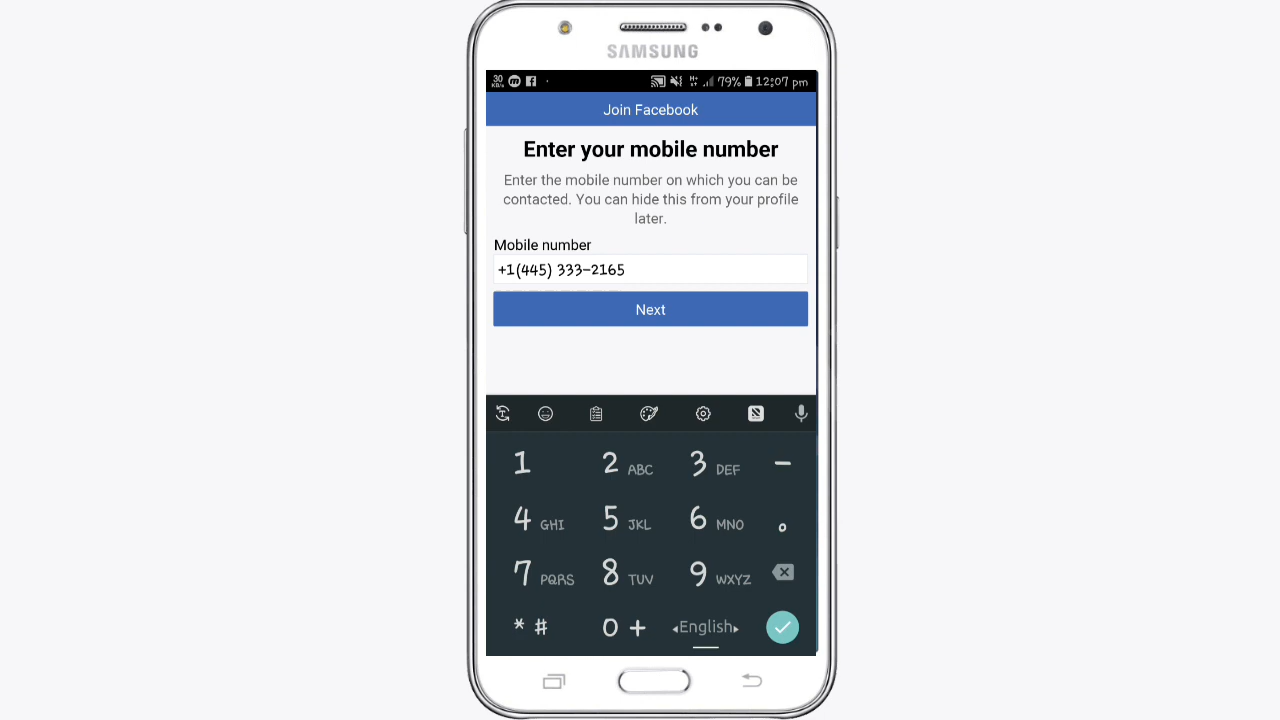 SAMSUNG
30 KB/s 79% 12:07 pm
Join Facebook
Enter your mobile number
Enter the mobile number on which you can be
contacted. You can hide this from your profile
later.
Mobile number
+1(445) 333-2165
Next
1 2 ABC 3 DEF -
4 GHI 5 JKL 6 MNO .
7 PQRS 8 TUV 9 WXYZ
* # 0 + English